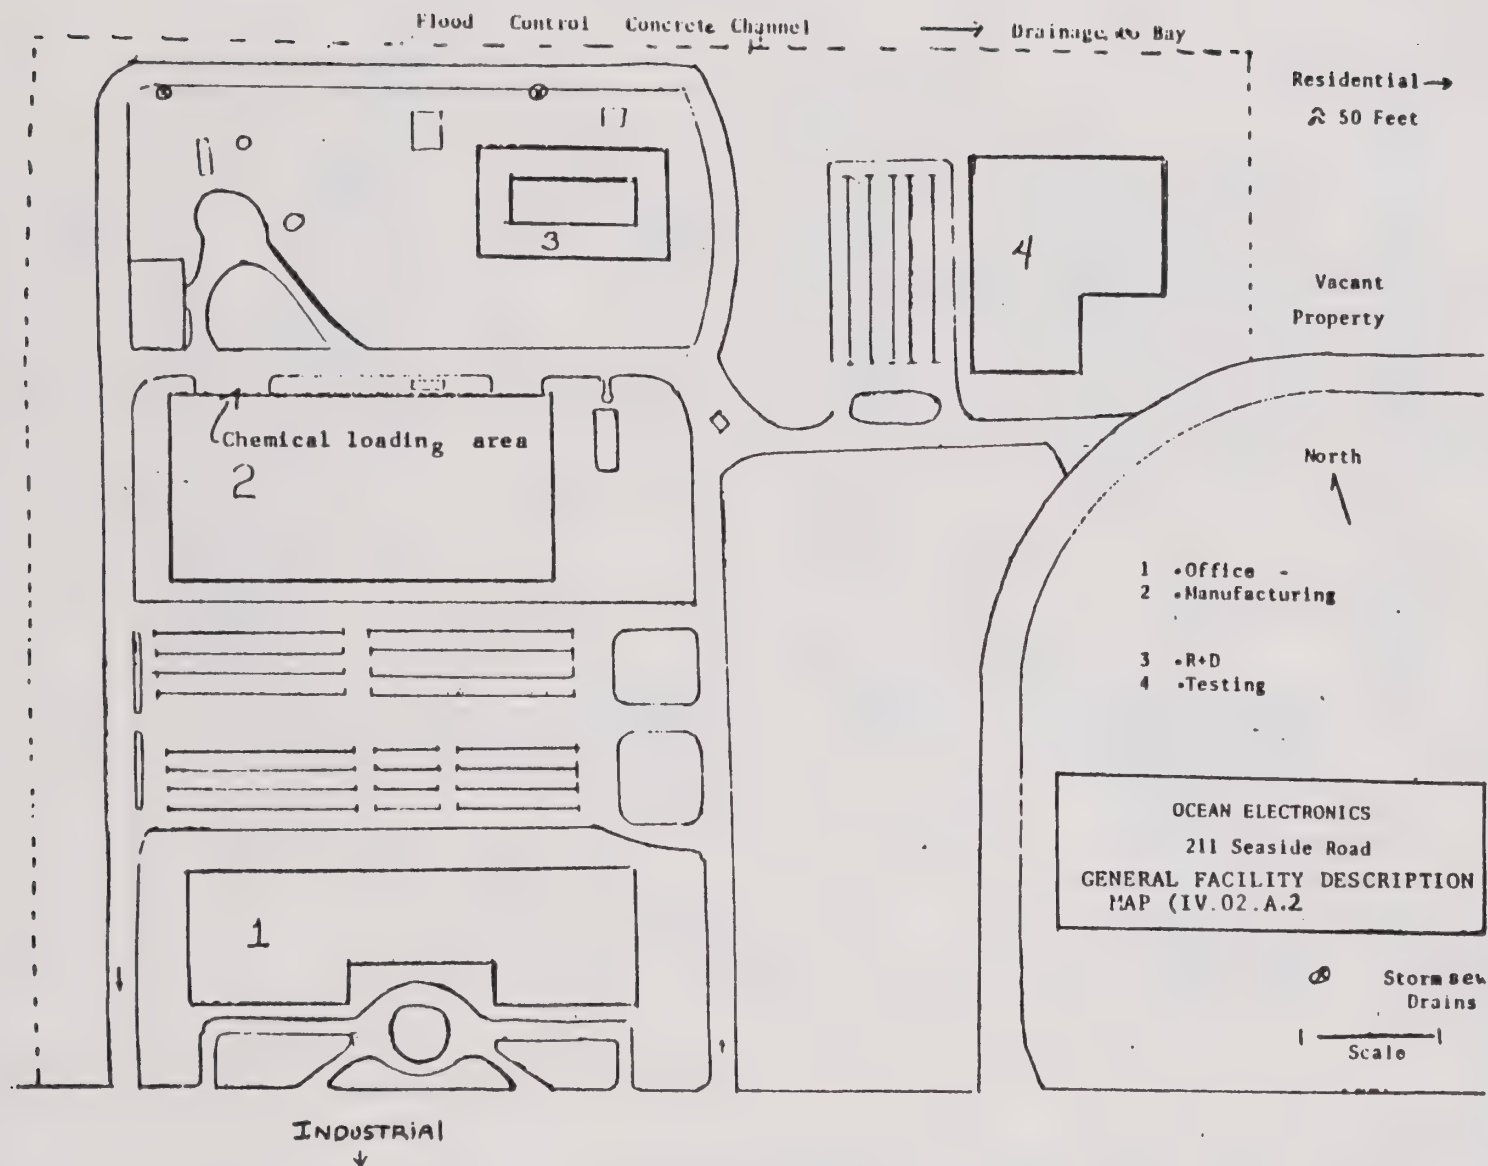 Flood Control Concrete Channel → Drainage to Bay
Residential →
≈ 50 Feet
3
4
Vacant
Property
Chemical loading area
2
North
1 •Office -
2 •Manufacturing
3 •R+D
4 •Testing
OCEAN ELECTRONICS
211 Seaside Road
GENERAL FACILITY DESCRIPTION
MAP (IV.02.A.2
1
Storm sew
Drains
Scale
INDUSTRIAL